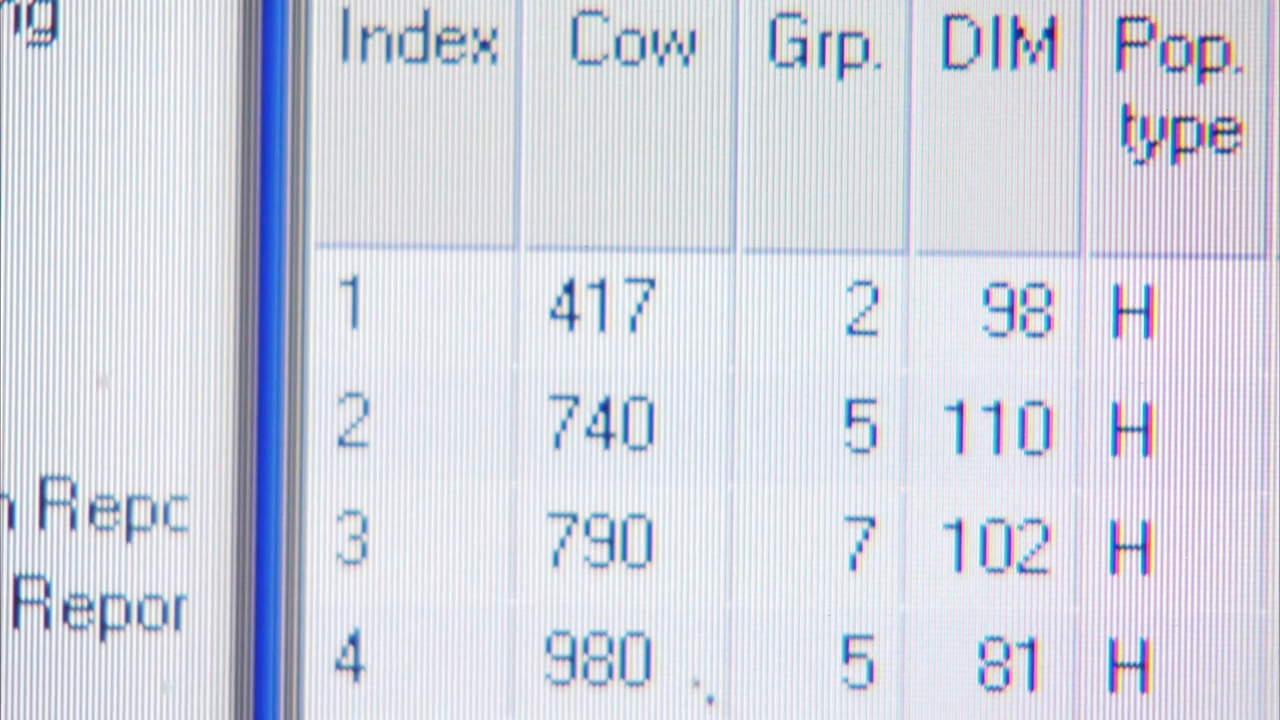 ng
Repo
Repor
Index Cow Grp. DIM Pop. type
1 417 2 98 H
2 740 5 110 H
3 790 7 102 H
4 980 5 81 H